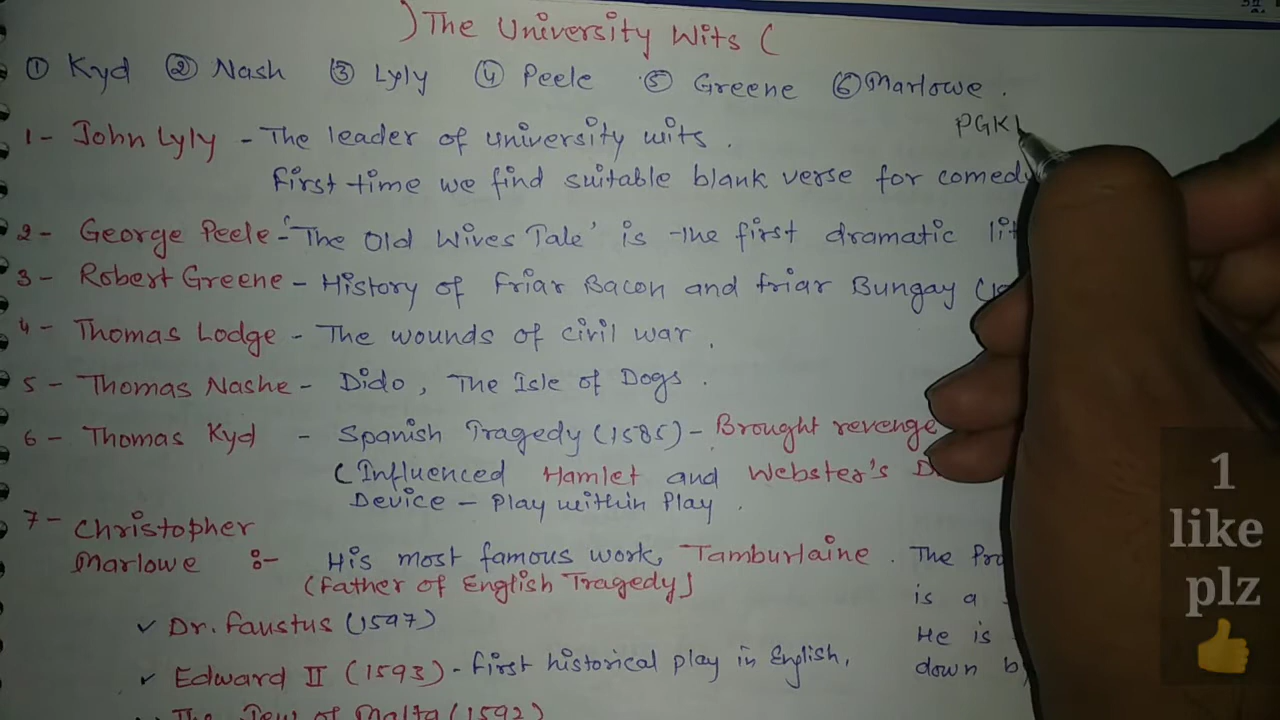 )The University Wits (
① Kyd ② Nash ③ Lyly ④ Peele ⑤ Greene ⑥ Marlowe .
PGK
1- John Lyly - The leader of university wits .
First time we find suitable blank verse for comedy
2- George Peele - 'The Old Wives Tale' is the first dramatic
3- Robert Greene - History of Friar Bacon and friar Bungay
4- Thomas Lodge - The wounds of civil war .
5- Thomas Nashe - Dido , The Isle of Dogs .
6- Thomas Kyd - Spanish Tragedy (1585) - Brought revenge
(Influenced Hamlet and Webster's
Device - Play within Play .
7- Christopher
Marlowe :- His most famous work, Tamburlaine . The
(Father of English Tragedy)
is a
✓ Dr. Faustus (1597)
He is
✓ Edward II (1593) - First historical play in English,
down
The Jew of Malta (1592)
1
like
plz
👍